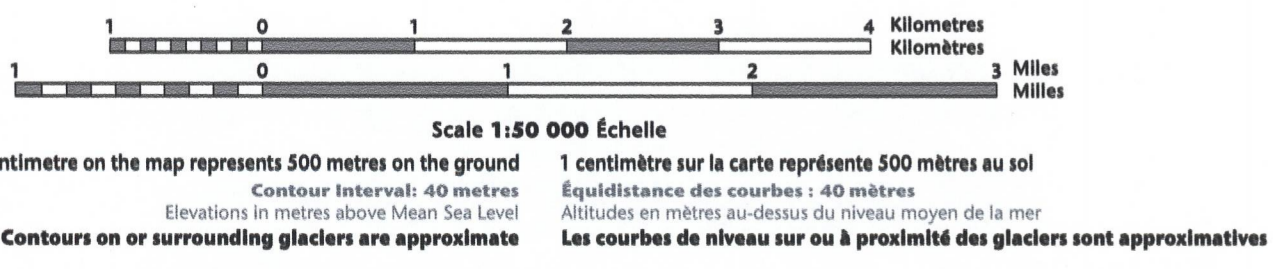 1 0 1 2 3 4 Kilometres
Kilomètres
1 0 1 2 3 Miles
Milles
Scale 1:50 000 Échelle
ntimetre on the map represents 500 metres on the ground 1 centimètre sur la carte représente 500 mètres au sol
Contour Interval: 40 metres Équidistance des courbes : 40 mètres
Elevations in metres above Mean Sea Level Altitudes en mètres au-dessus du niveau moyen de la mer
Contours on or surrounding glaciers are approximate Les courbes de niveau sur ou à proximité des glaciers sont approximatives